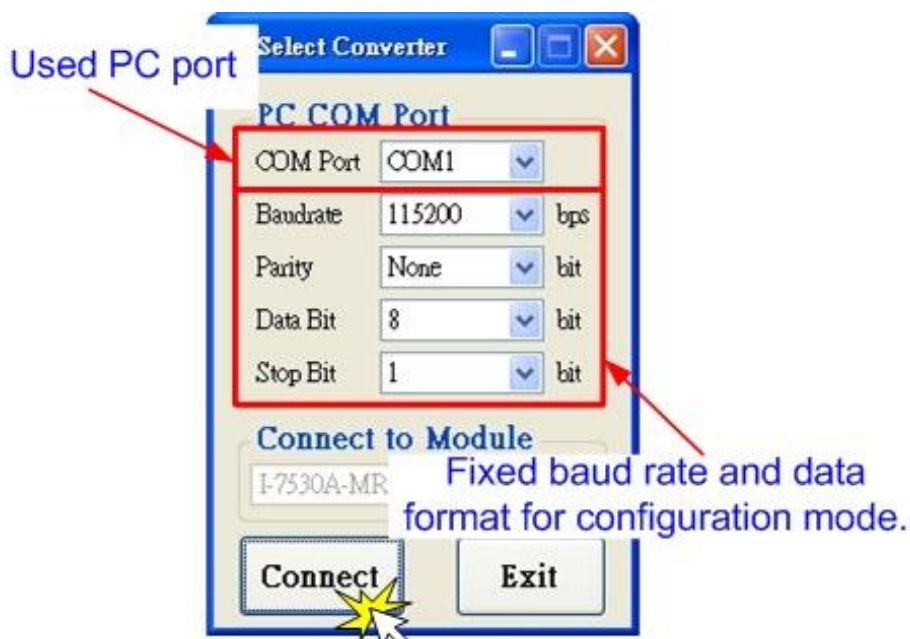 Select Converter
Used PC port
PC COM Port
COM Port COM1
Baudrate 115200 bps
Parity None bit
Data Bit 8 bit
Stop Bit 1 bit
Connect to Module
I-7530A-MR
Fixed baud rate and data
format for configuration mode.
Connect Exit